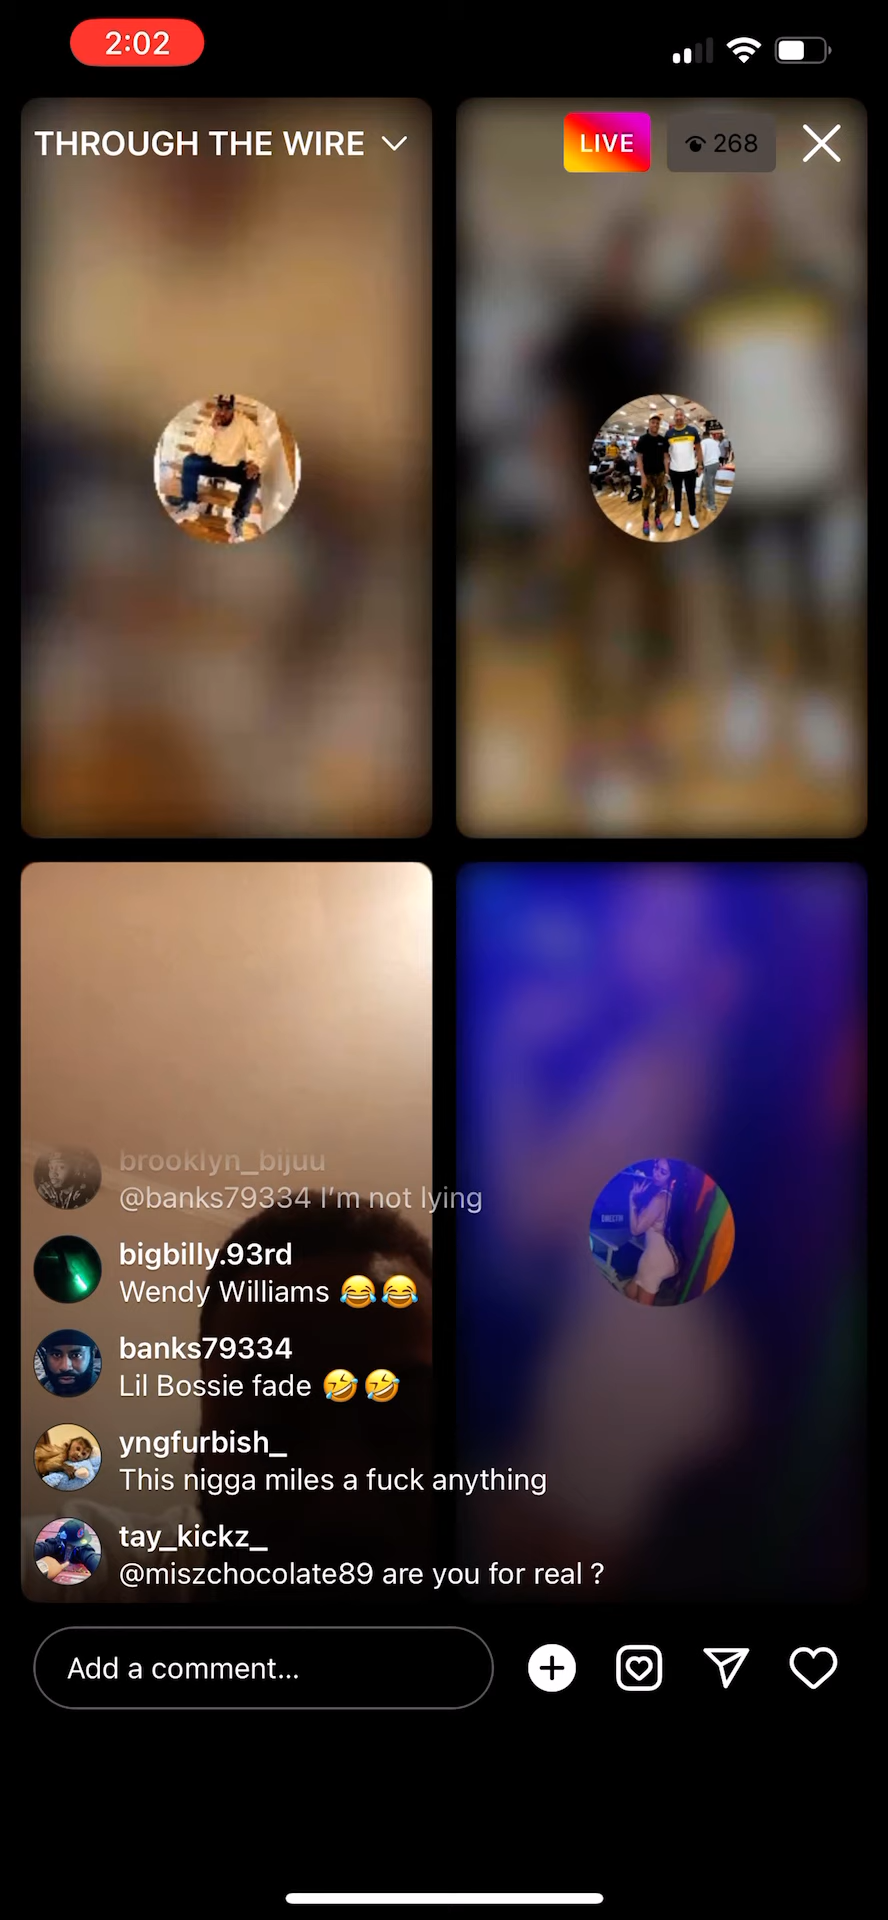 2:02
THROUGH THE WIRE
LIVE
268
brooklyn_bijuu
@banks79334 I'm not lying
bigbilly.93rd
Wendy Williams 😂😂
banks79334
Lil Bossie fade 🤣🤣
yngfurbish_
This nigga miles a fuck anything
tay_kickz_
@miszchocolate89 are you for real ?
Add a comment...